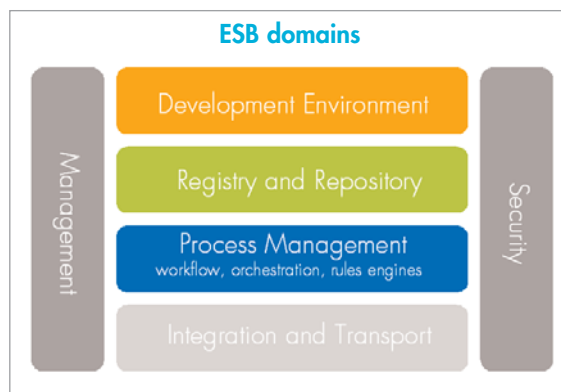 ESB domains
Management
Development Environment
Registry and Repository
Process Management
workflow, orchestration, rules engines
Integration and Transport
Security